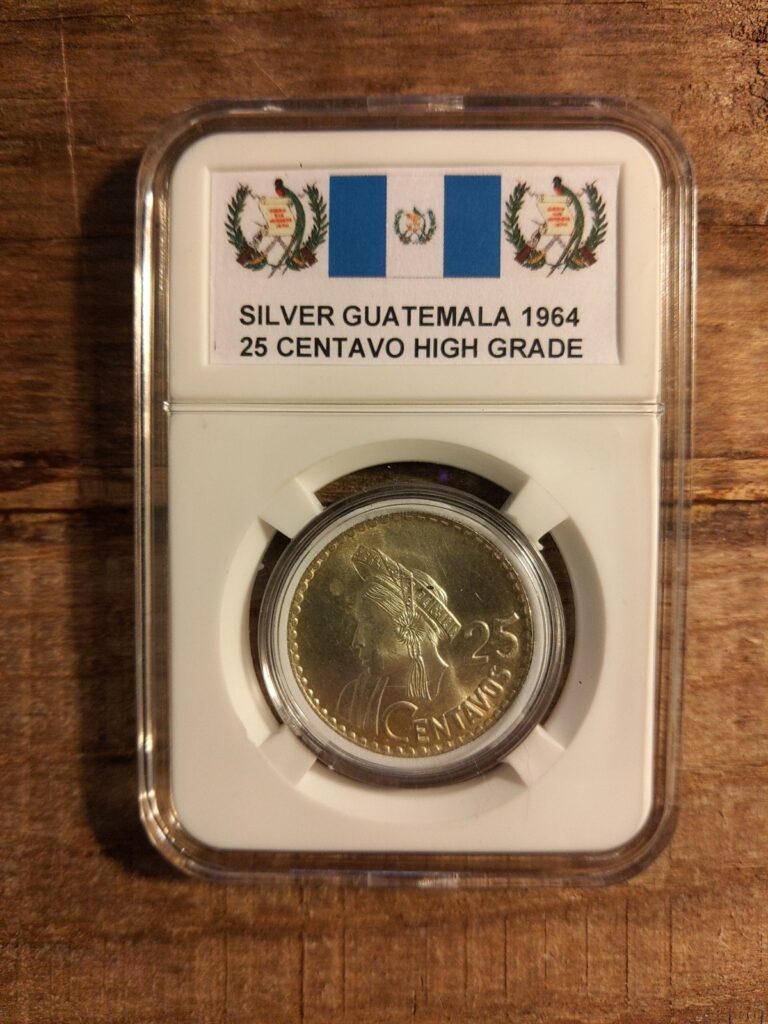 SILVER GUATEMALA 1964
25 CENTAVO HIGH GRADE
25
CENTAVOS